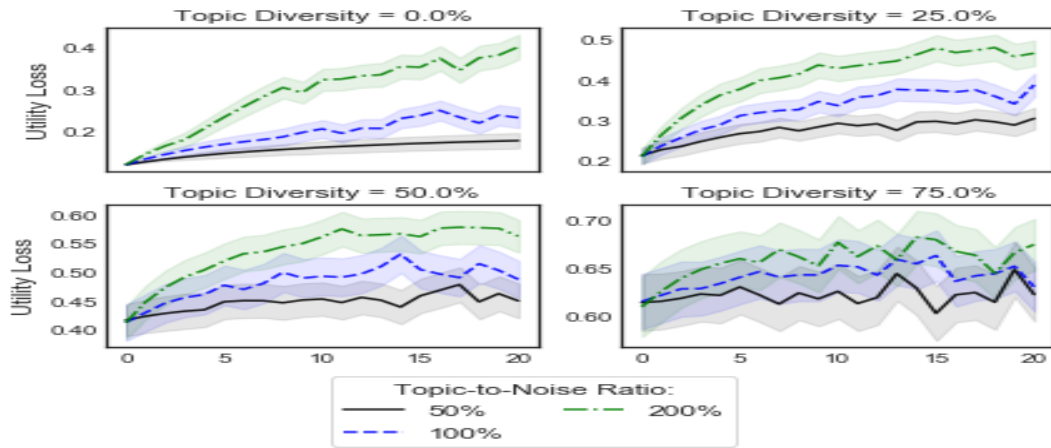 Topic Diversity = 0.0%
Topic Diversity = 25.0%
Utility Loss
0.4
0.2
0.5
0.4
0.3
0.2
Topic Diversity = 50.0%
Topic Diversity = 75.0%
Utility Loss
0.60
0.55
0.50
0.45
0.40
0.70
0.65
0.60
0 5 10 15 20
0 5 10 15 20
Topic-to-Noise Ratio:
50% 200%
100%